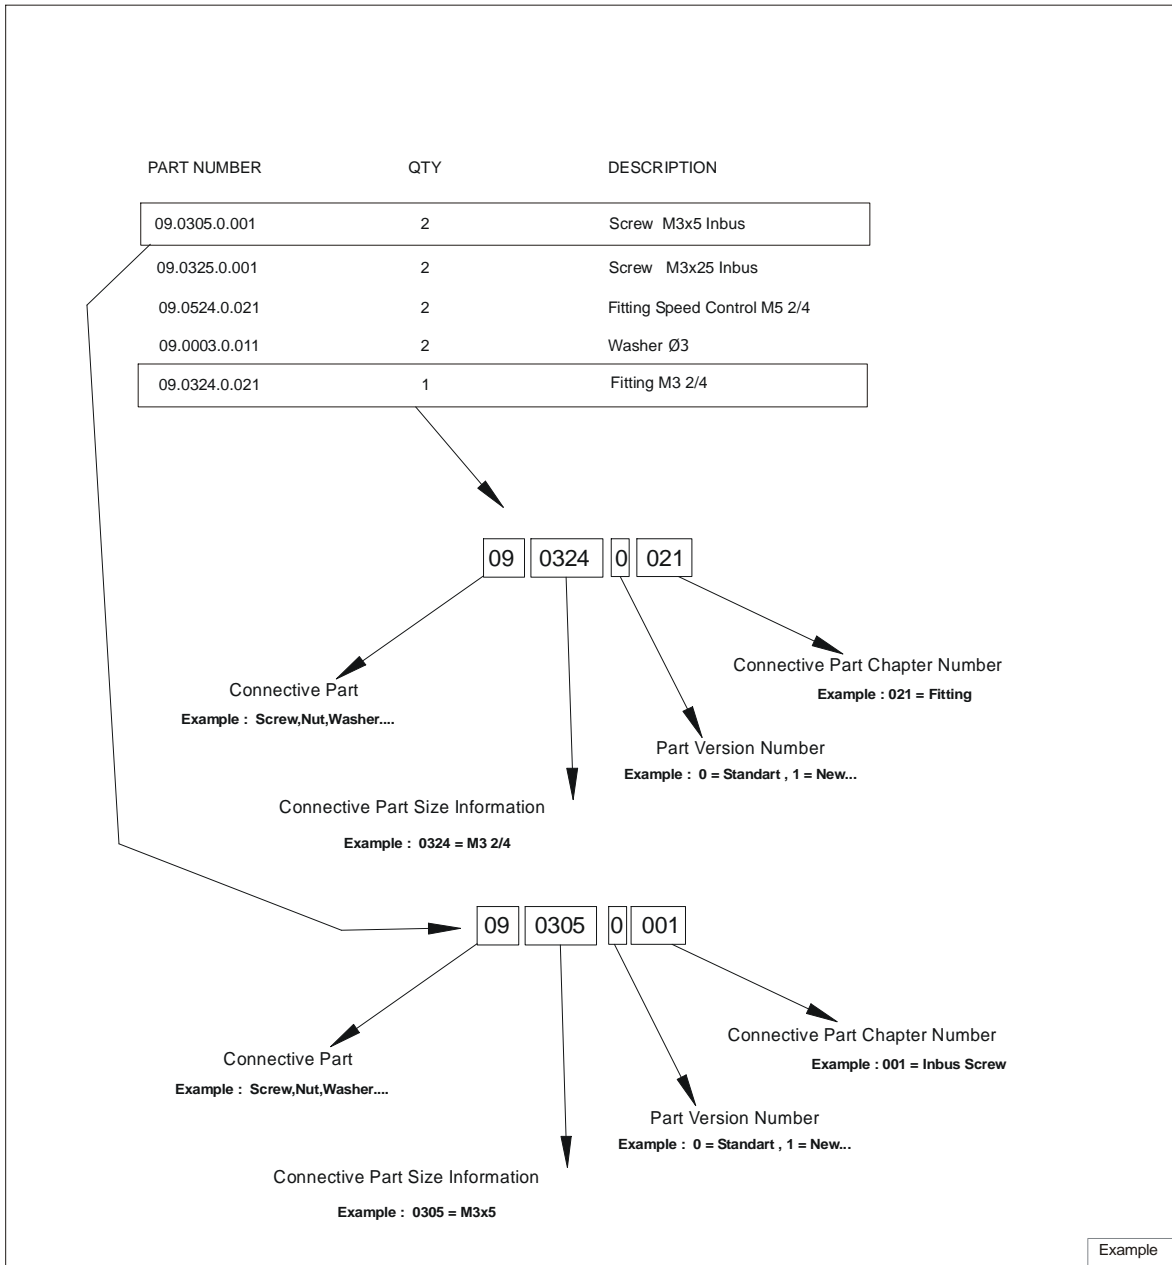 PART NUMBER QTY DESCRIPTION
09.0305.0.001 2 Screw M3x5 Inbus
09.0325.0.001 2 Screw M3x25 Inbus
09.0524.0.021 2 Fitting Speed Control M5 2/4
09.0003.0.011 2 Washer Ø3
09.0324.0.021 1 Fitting M3 2/4
09 0324 0 021
Connective Part Chapter Number
Example : 021 = Fitting
Connective Part
Example : Screw,Nut,Washer....
Part Version Number
Example : 0 = Standart , 1 = New...
Connective Part Size Information
Example : 0324 = M3 2/4
09 0305 0 001
Connective Part Chapter Number
Example : 001 = Inbus Screw
Connective Part
Example : Screw,Nut,Washer....
Part Version Number
Example : 0 = Standart , 1 = New...
Connective Part Size Information
Example : 0305 = M3x5
Example